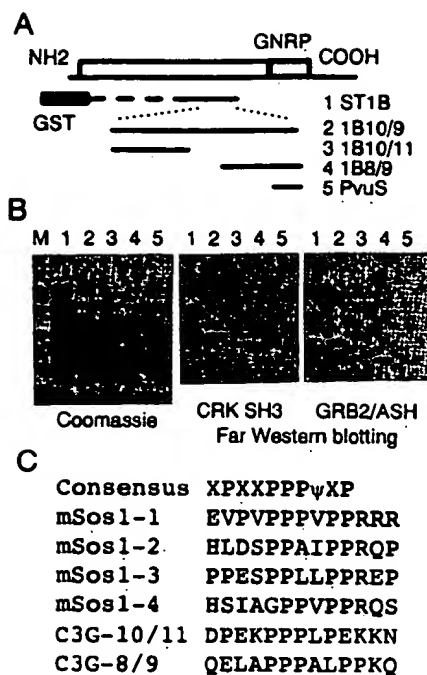 A
GNRP
NH2 COOH
GST
1 ST1B
2 1B10/9
3 1B10/11
4 1B8/9
5 PvuS
B
M 1 2 3 4 5 1 2 3 4 5 1 2 3 4 5
Coomassie CRK SH3 GRB2/ASH
Far Western blotting
C
Consensus XPXXPPPψXP
mSos1-1 EVPVPPPVPPRRR
mSos1-2 HLDSPPAIPPRQP
mSos1-3 PPESPPLLPPREP
mSos1-4 HSIAGPPVPPRQS
C3G-10/11 DPEKPPPLPEKKN
C3G-8/9 QELAPPPALPPKQ